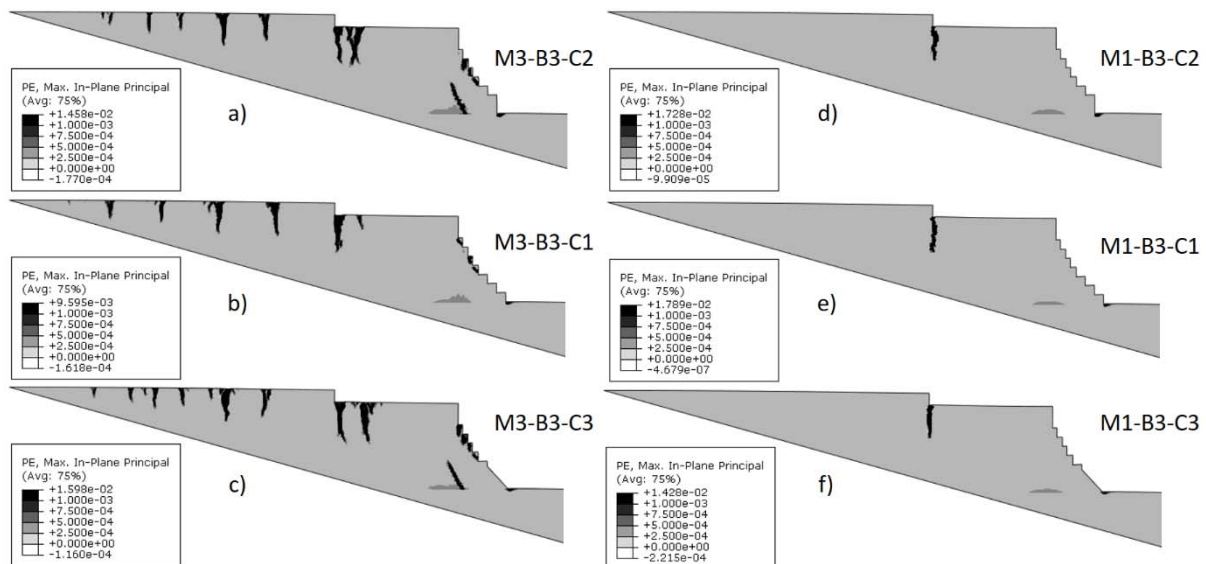 M3-B3-C2
PE, Max. In-Plane Principal
(Avg: 75%)
+1.458e-02
+1.000e-03
+7.500e-04
+5.000e-04
+2.500e-04
+0.000e+00
-1.770e-04
a)
M1-B3-C2
PE, Max. In-Plane Principal
(Avg: 75%)
+1.728e-02
+1.000e-03
+7.500e-04
+5.000e-04
+2.500e-04
+0.000e+00
-9.909e-05
d)
M3-B3-C1
PE, Max. In-Plane Principal
(Avg: 75%)
+9.595e-03
+1.000e-03
+7.500e-04
+5.000e-04
+2.500e-04
+0.000e+00
-1.618e-04
b)
M1-B3-C1
PE, Max. In-Plane Principal
(Avg: 75%)
+1.789e-02
+1.000e-03
+7.500e-04
+5.000e-04
+2.500e-04
+0.000e+00
-4.679e-07
e)
M3-B3-C3
PE, Max. In-Plane Principal
(Avg: 75%)
+1.598e-02
+1.000e-03
+7.500e-04
+5.000e-04
+2.500e-04
+0.000e+00
-1.160e-04
c)
M1-B3-C3
PE, Max. In-Plane Principal
(Avg: 75%)
+1.428e-02
+1.000e-03
+7.500e-04
+5.000e-04
+2.500e-04
+0.000e+00
-2.215e-04
f)